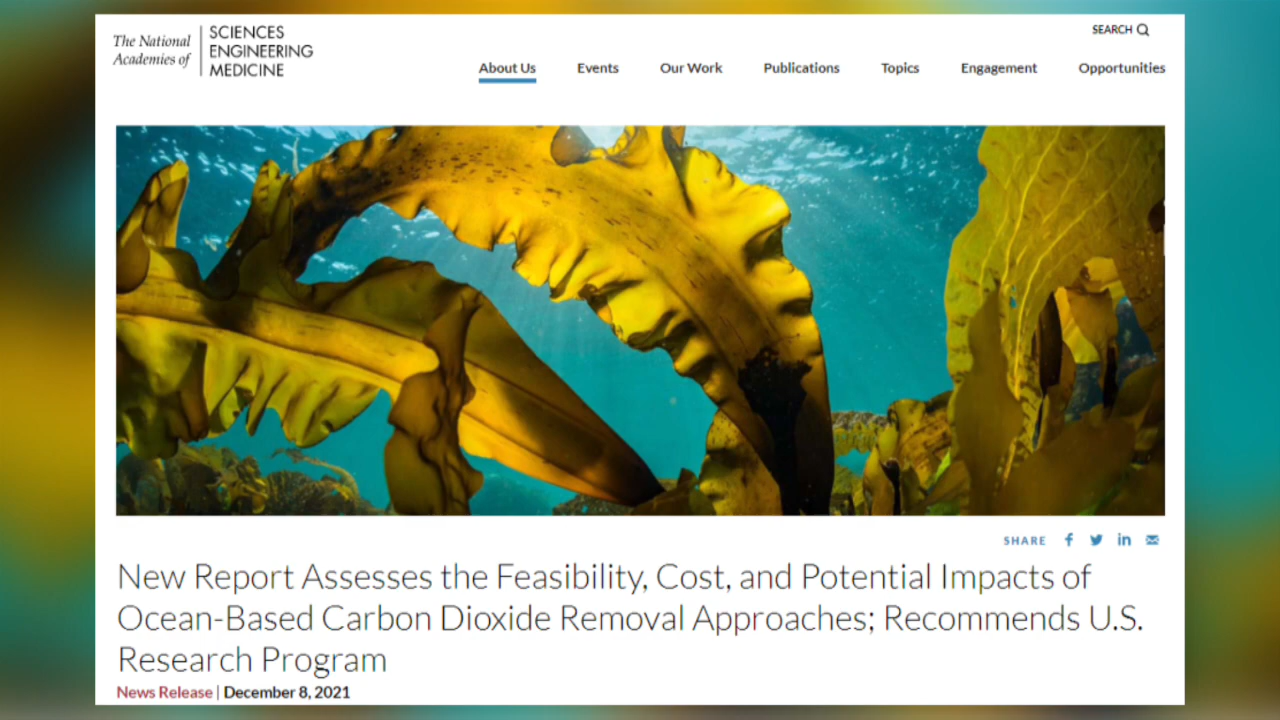 The National
Academies of
SCIENCES
ENGINEERING
MEDICINE
SEARCH
About Us
Events
Our Work
Publications
Topics
Engagement
Opportunities
SHARE
New Report Assesses the Feasibility, Cost, and Potential Impacts of
Ocean-Based Carbon Dioxide Removal Approaches; Recommends U.S.
Research Program
News Release | December 8, 2021